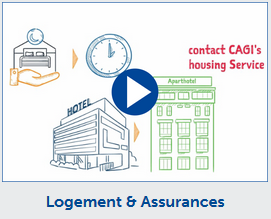 contact CAGI's
housing Service
Aparthotel
HOTEL
Logement & Assurances